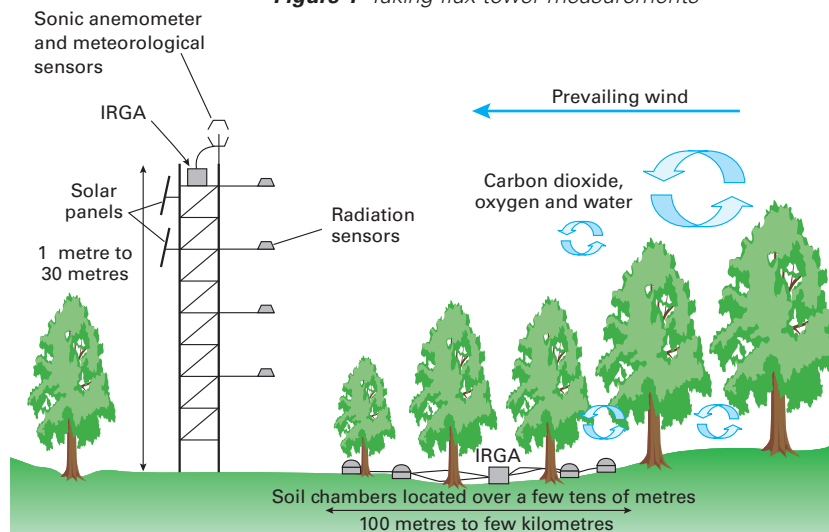 Figure 1 Taking flux tower measurements
Sonic anemometer
and meteorological
sensors
IRGA
Prevailing wind
Solar
panels
Carbon dioxide,
oxygen and water
Radiation
sensors
1 metre to
30 metres
IRGA
Soil chambers located over a few tens of metres
100 metres to few kilometres